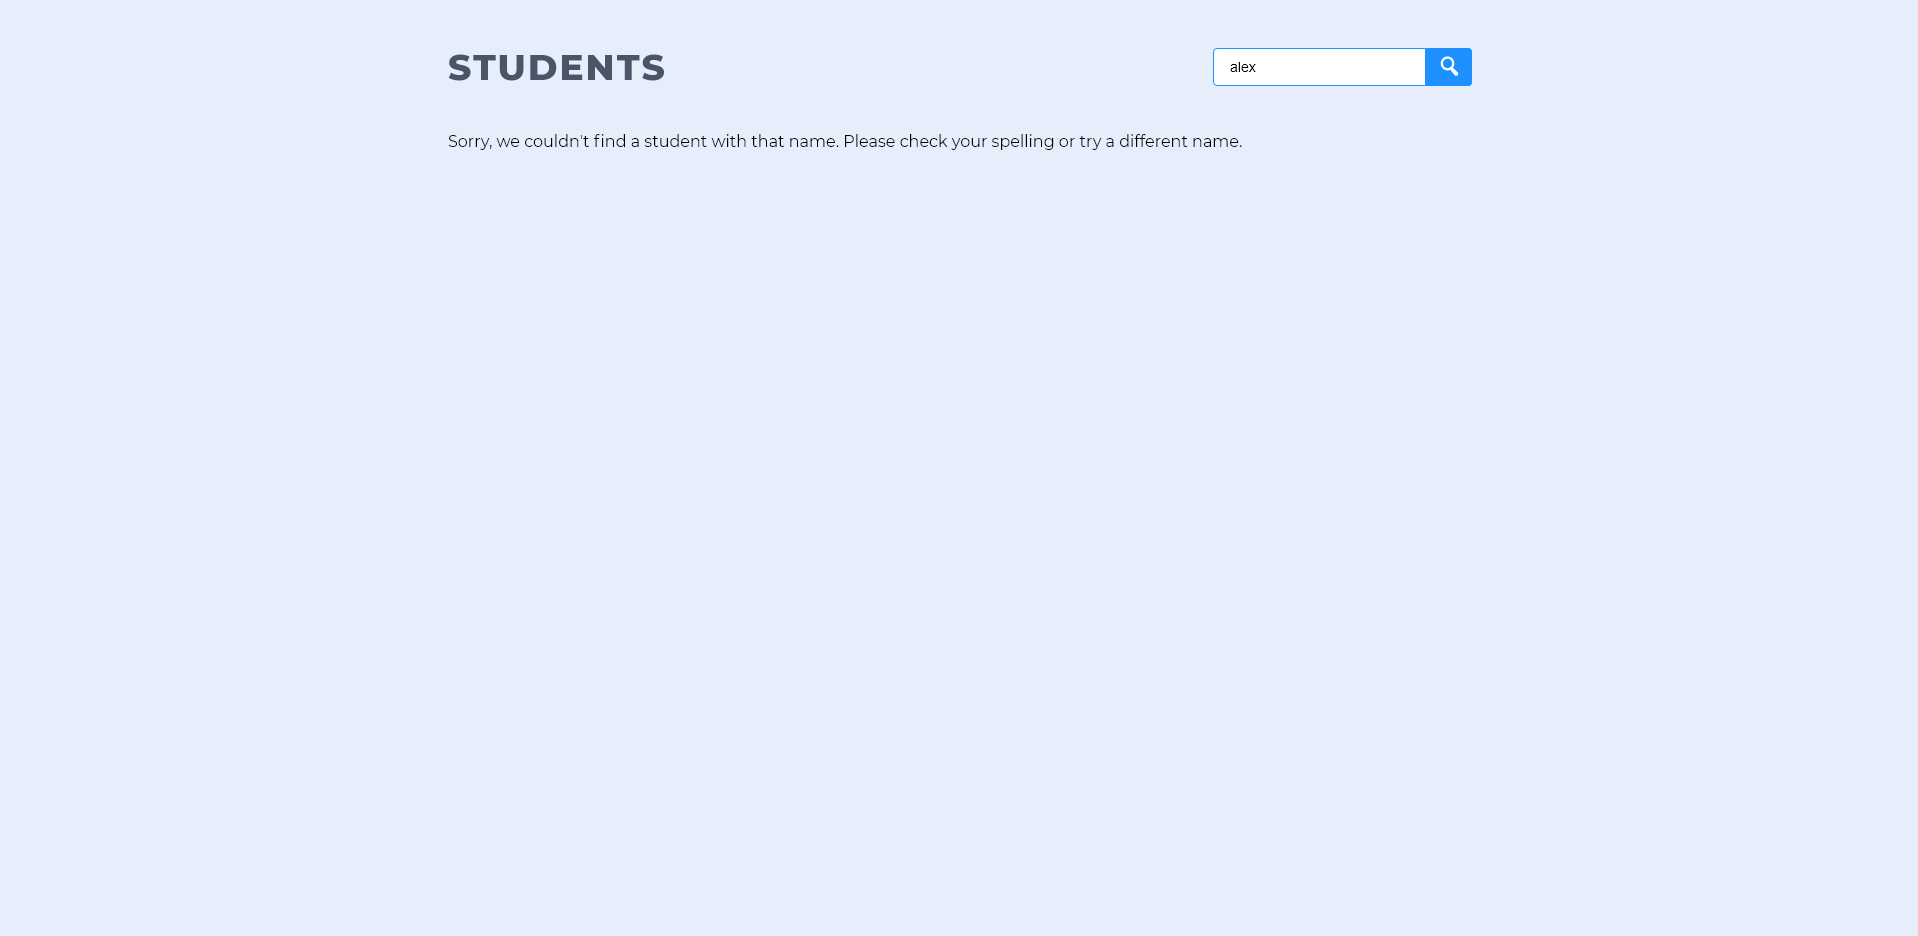 STUDENTS
alex
Sorry, we couldn't find a student with that name. Please check your spelling or try a different name.